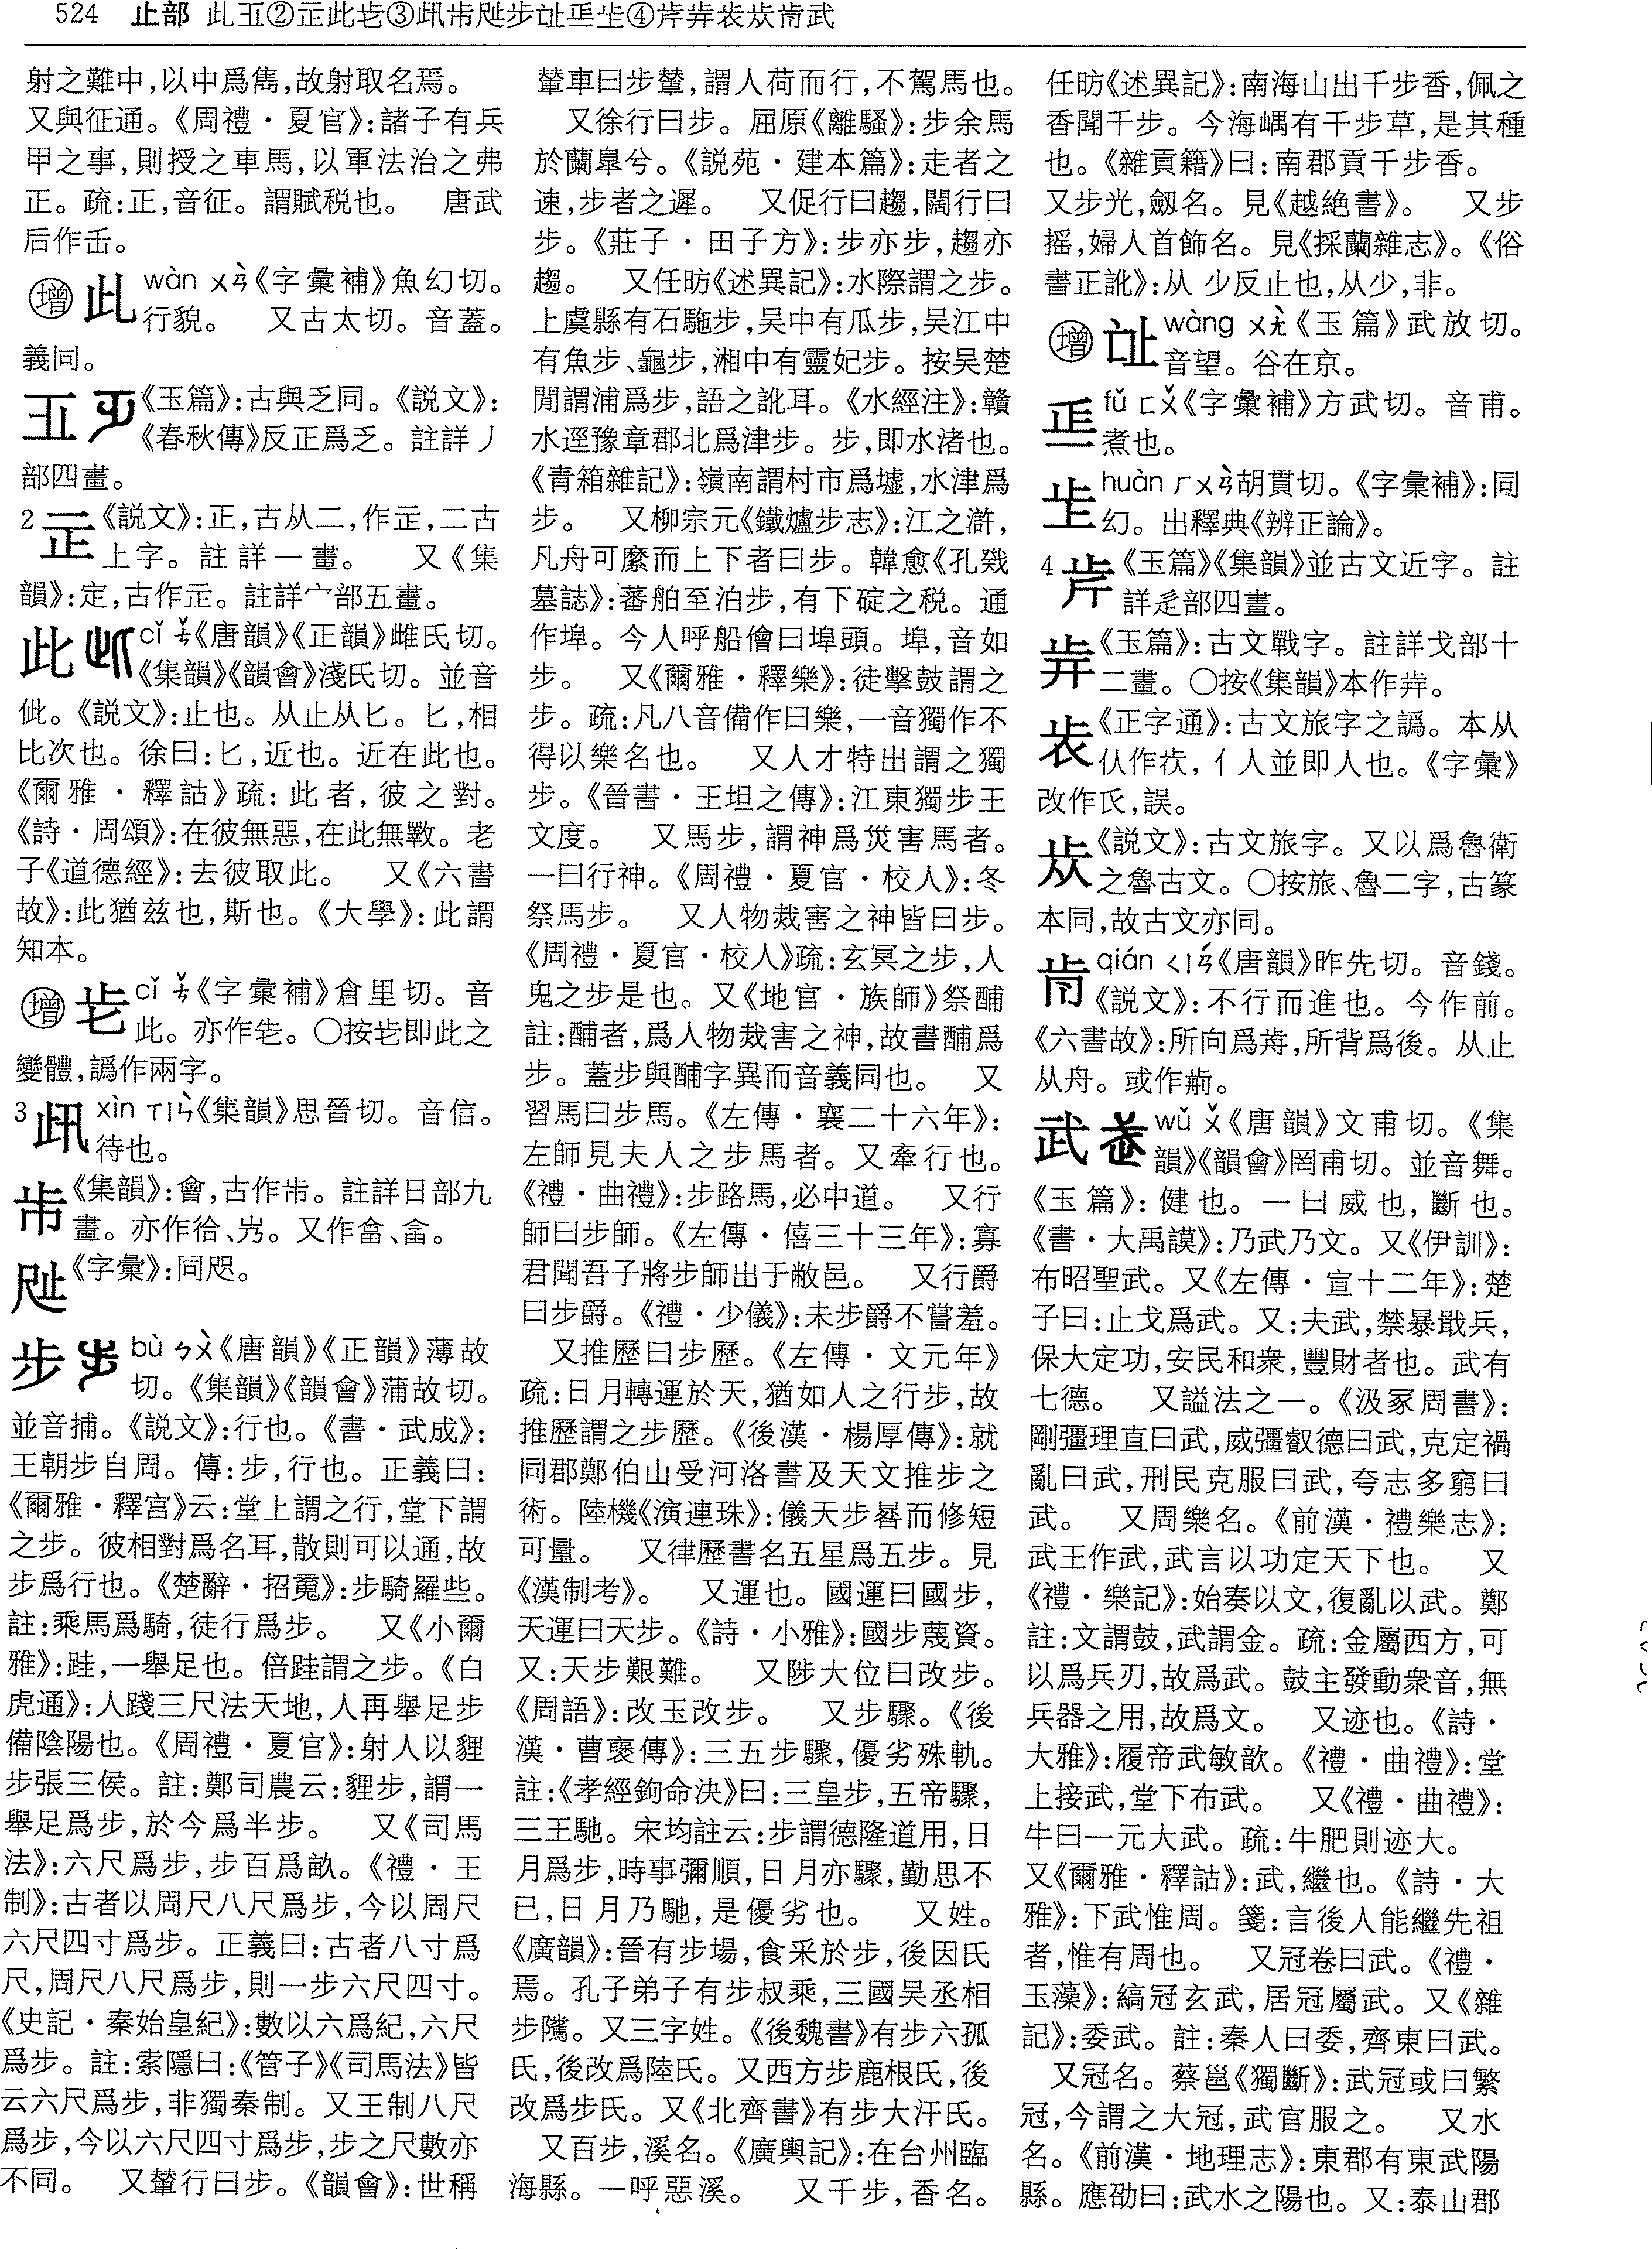 524 止部 此②此③步④武
射之難中,以中爲雋,故射取名焉。
又與征通。《周禮·夏官》:諸子有兵
甲之事,則授之車馬,以軍法治之弗
正。疏:正,音征。謂賦税也。 唐武
后作𠙺。
增 wàn ㄨㄢˋ《字彙補》魚幻切。
行貌。 又古太切。音蓋。
義同。
《玉篇》:古與乏同。《説文》:
《春秋傳》反正爲乏。註詳丿
部四畫。
2 𤴓《説文》:正,古从二,作𤴓,二古
上字。註詳一畫。 又《集
韻》:定,古作𤴓。註詳宀部五畫。
此 cǐ ㄘˇ《唐韻》《正韻》雌氏切。
《集韻》《韻會》淺氏切。並音
佌。《説文》:止也。从止从匕。匕,相
比次也。徐曰:匕,近也。近在此也。
《爾雅·釋詁》疏:此者,彼之對。
《詩·周頌》:在彼無惡,在此無斁。老
子《道德經》:去彼取此。 又《六書
故》:此猶兹也,斯也。《大學》:此謂
知本。
增 cǐ ㄘˇ《字彙補》倉里切。音
此。亦作。〇按即此之
變體,譌作兩字。
3 xìn ㄒㄧㄣˋ《集韻》思晉切。音信。
待也。
《集韻》:會,古作。註詳日部九
畫。亦作㣛、。又作、。
《字彙》:同咫。
步 bù ㄅㄨˋ《唐韻》《正韻》薄故
切。《集韻》《韻會》蒲故切。
並音捕。《説文》:行也。《書·武成》:
王朝步自周。傳:步,行也。正義曰:
《爾雅·釋宫》云:堂上謂之行,堂下謂
之步。彼相對爲名耳,散則可以通,故
步爲行也。《楚辭·招䰟》:步騎羅些。
註:乘馬爲騎,徒行爲步。 又《小爾
雅》:跬,一舉足也。倍跬謂之步。《白
虎通》:人踐三尺法天地,人再舉足步
備陰陽也。《周禮·夏官》:射人以貍
步張三侯。註:鄭司農云:貍步,謂一
舉足爲步,於今爲半步。 又《司馬
法》:六尺爲步,步百爲畝。《禮·王
制》:古者以周尺八尺爲步,今以周尺
六尺四寸爲步。正義曰:古者八寸爲
尺,周尺八尺爲步,則一步六尺四寸。
《史記·秦始皇紀》:數以六爲紀,六尺
爲步。註:索隱曰:《管子》《司馬法》皆
云六尺爲步,非獨秦制。又王制八尺
爲步,今以六尺四寸爲步,步之尺數亦
不同。 又輦行曰步。《韻會》:世稱
輦車曰步輦,謂人荷而行,不駕馬也。
又徐行曰步。屈原《離騷》:步余馬
於蘭皐兮。《説苑·建本篇》:走者之
速,步者之遲。 又促行曰趨,闊行曰
步。《莊子·田子方》:步亦步,趨亦
趨。 又任昉《述異記》:水際謂之步。
上虞縣有石駞步,吴中有瓜步,吴江中
有魚步、龜步,湘中有靈妃步。按吴楚
閒謂浦爲步,語之訛耳。《水經注》:贛
水逕豫章郡北爲津步。步,即水渚也。
《青箱雜記》:嶺南謂村市爲墟,水津爲
步。 又柳宗元《鐵爐步志》:江之滸,
凡舟可縻而上下者曰步。韓愈《孔戣
墓誌》:蕃舶至泊步,有下碇之税。通
作埠。今人呼船儈曰埠頭。埠,音如
步。 又《爾雅·釋樂》:徒擊鼓謂之
步。疏:凡八音備作曰樂,一音獨作不
得以樂名也。 又人才特出謂之獨
步。《晉書·王坦之傳》:江東獨步王
文度。 又馬步,謂神爲災害馬者。
一曰行神。《周禮·夏官·校人》:冬
祭馬步。 又人物烖害之神皆曰步。
《周禮·夏官·校人》疏:玄冥之步,人
鬼之步是也。又《地官·族師》祭酺
註:酺者,爲人物烖害之神,故書酺爲
步。蓋步與酺字異而音義同也。 又
習馬曰步馬。《左傳·襄二十六年》:
左師見夫人之步馬者。又牽行也。
《禮·曲禮》:步路馬,必中道。 又行
師曰步師。《左傳·僖三十三年》:寡
君聞吾子將步師出于敝邑。 又行爵
曰步爵。《禮·少儀》:未步爵不嘗羞。
又推歷曰步歷。《左傳·文元年》
疏:日月轉運於天,猶如人之行步,故
推歷謂之步歷。《後漢·楊厚傳》:就
同郡鄭伯山受河洛書及天文推步之
術。陸機《演連珠》:儀天步晷而修短
可量。 又律歷書名五星爲五步。見
《漢制考》。 又運也。國運曰國步,
天運曰天步。《詩·小雅》:國步蔑資。
又:天步艱難。 又陟大位曰改步。
《周語》:改玉改步。 又步驟。《後
漢·曹襃傳》:三五步驟,優劣殊軌。
註:《孝經鉤命決》曰:三皇步,五帝驟,
三王馳。宋均註云:步謂德隆道用,日
月爲步,時事彌順,日月亦驟,勤思不
已,日月乃馳,是優劣也。 又姓。
《廣韻》:晉有步揚,食采於步,後因氏
焉。孔子弟子有步叔乘,三國吴丞相
步隲。又三字姓。《後魏書》有步六孤
氏,後改爲陸氏。又西方步鹿根氏,後
改爲步氏。又《北齊書》有步大汗氏。
又百步,溪名。《廣輿記》:在台州臨
海縣。一呼惡溪。 又千步,香名。
任昉《述異記》:南海山出千步香,佩之
香聞千步。今海嵎有千步草,是其種
也。《雜貢籍》曰:南郡貢千步香。
又步光,劔名。見《越絶書》。 又步
摇,婦人首飾名。見《採蘭雜志》。《俗
書正訛》:从 少反止也,从少,非。
增 wàng ㄨㄤˋ《玉篇》武放切。
音望。谷在京。
fǔ ㄈㄨˇ《字彙補》方武切。音甫。
煮也。
huàn ㄏㄨㄢˋ胡貫切。《字彙補》:同
幻。出釋典《辨正論》。
4 《玉篇》《集韻》並古文近字。註
詳辵部四畫。
《玉篇》:古文戰字。註詳戈部十
二畫。〇按《集韻》本作。
《正字通》:古文旅字之譌。本从
㐺作,亻人並即人也。《字彙》
改作氏,誤。
《説文》:古文旅字。又以爲魯衛
之魯古文。〇按旅、魯二字,古篆
本同,故古文亦同。
歬 qián ㄑㄧㄢˊ《唐韻》昨先切。音錢。
《説文》:不行而進也。今作前。
《六書故》:所向爲歬,所背爲後。从止
从舟。或作。
武 wǔ ㄨˇ《唐韻》文甫切。《集
韻》《韻會》罔甫切。並音舞。
《玉篇》:健也。一曰威也,斷也。
《書·大禹謨》:乃武乃文。又《伊訓》:
布昭聖武。又《左傳·宣十二年》:楚
子曰:止戈爲武。又:夫武,禁暴戢兵,
保大定功,安民和衆,豐財者也。武有
七德。 又謚法之一。《汲冢周書》:
剛彊理直曰武,威彊叡德曰武,克定禍
亂曰武,刑民克服曰武,夸志多窮曰
武。 又周樂名。《前漢·禮樂志》:
武王作武,武言以功定天下也。 又
《禮·樂記》:始奏以文,復亂以武。鄭
註:文謂鼓,武謂金。疏:金屬西方,可
以爲兵刃,故爲武。鼓主發動衆音,無
兵器之用,故爲文。 又迹也。《詩·
大雅》:履帝武敏歆。《禮·曲禮》:堂
上接武,堂下布武。 又《禮·曲禮》:
牛曰一元大武。疏:牛肥則迹大。
又《爾雅·釋詁》:武,繼也。《詩·大
雅》:下武惟周。箋:言後人能繼先祖
者,惟有周也。 又冠卷曰武。《禮·
玉藻》:縞冠玄武,居冠屬武。又《雜
記》:委武。註:秦人曰委,齊東曰武。
又冠名。蔡邕《獨斷》:武冠或曰繁
冠,今謂之大冠,武官服之。 又水
名。《前漢·地理志》:東郡有東武陽
縣。應劭曰:武水之陽也。又:泰山郡